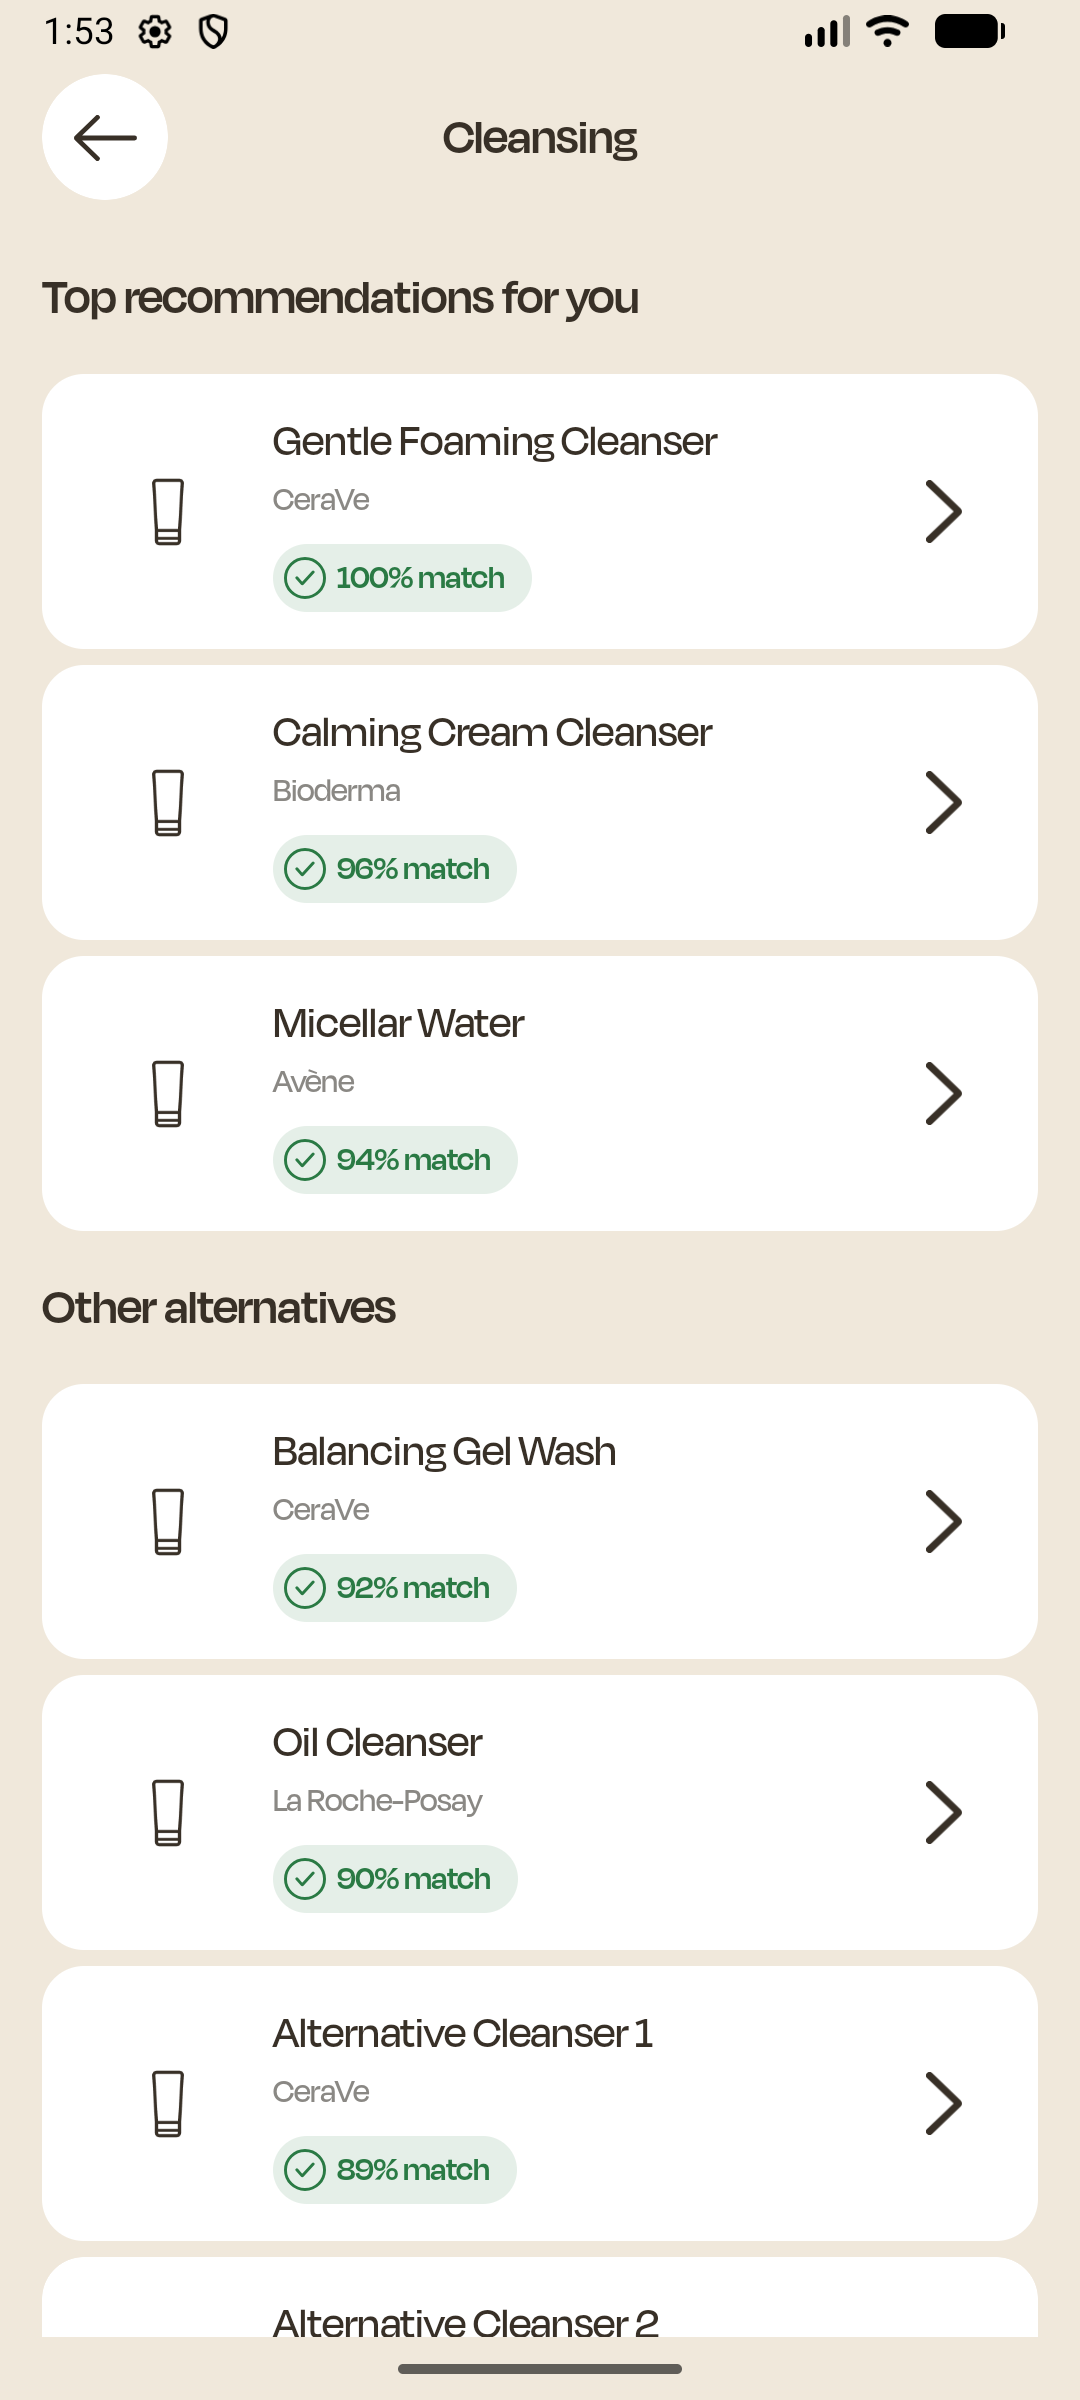 1:53
Cleansing
Top recommendations for you
Gentle Foaming Cleanser
CeraVe
100% match
Calming Cream Cleanser
Bioderma
96% match
Micellar Water
Avène
94% match
Other alternatives
Balancing Gel Wash
CeraVe
92% match
Oil Cleanser
La Roche-Posay
90% match
Alternative Cleanser 1
CeraVe
89% match
Alternative Cleanser 2